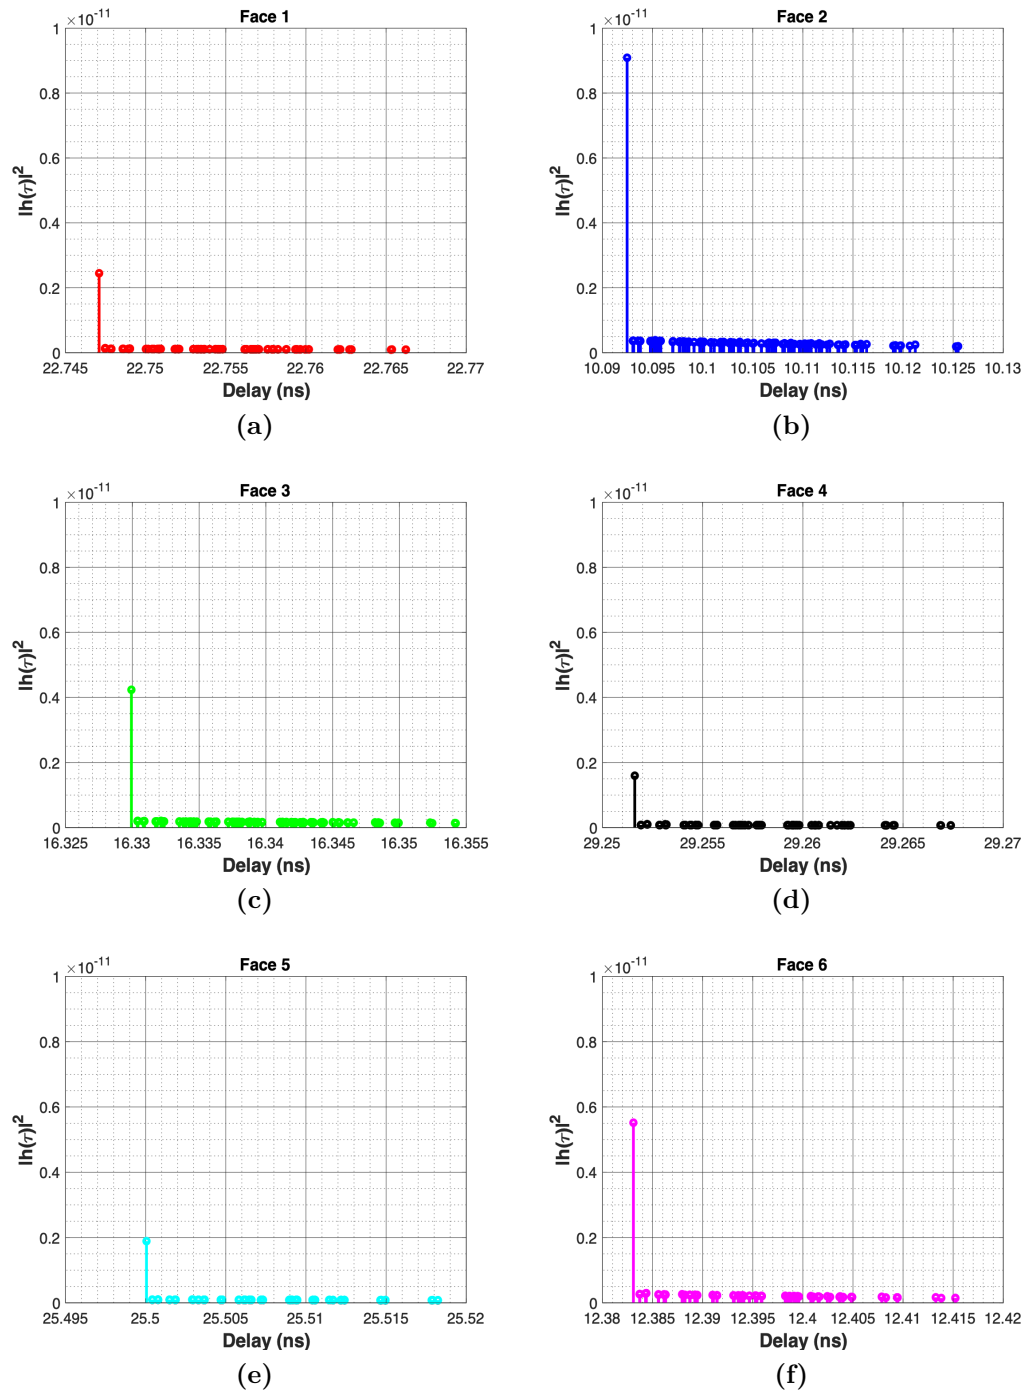 Face 1
×10⁻¹¹
1
0.8
0.6
0.4
0.2
0
|h(τ)|²
22.745 22.75 22.755 22.76 22.765 22.77
Delay (ns)
(a)
Face 2
×10⁻¹¹
1
0.8
0.6
0.4
0.2
0
|h(τ)|²
10.09 10.095 10.1 10.105 10.11 10.115 10.12 10.125 10.13
Delay (ns)
(b)
Face 3
×10⁻¹¹
1
0.8
0.6
0.4
0.2
0
|h(τ)|²
16.325 16.33 16.335 16.34 16.345 16.35 16.355
Delay (ns)
(c)
Face 4
×10⁻¹¹
1
0.8
0.6
0.4
0.2
0
|h(τ)|²
29.25 29.255 29.26 29.265 29.27
Delay (ns)
(d)
Face 5
×10⁻¹¹
1
0.8
0.6
0.4
0.2
0
|h(τ)|²
25.495 25.5 25.505 25.51 25.515 25.52
Delay (ns)
(e)
Face 6
×10⁻¹¹
1
0.8
0.6
0.4
0.2
0
|h(τ)|²
12.38 12.385 12.39 12.395 12.4 12.405 12.41 12.415 12.42
Delay (ns)
(f)